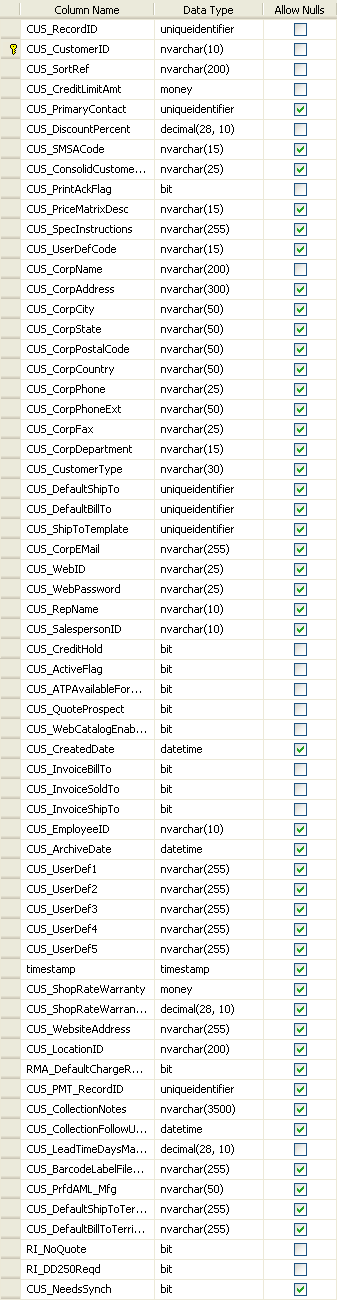 Column Name Data Type Allow Nulls
CUS_RecordID uniqueidentifier
CUS_CustomerID nvarchar(10)
CUS_SortRef nvarchar(200)
CUS_CreditLimitAmt money
CUS_PrimaryContact uniqueidentifier
CUS_DiscountPercent decimal(28, 10)
CUS_SMSACode nvarchar(15)
CUS_ConsolidCustome... nvarchar(25)
CUS_PrintAckFlag bit
CUS_PriceMatrixDesc nvarchar(15)
CUS_SpecInstructions nvarchar(255)
CUS_UserDefCode nvarchar(15)
CUS_CorpName nvarchar(200)
CUS_CorpAddress nvarchar(300)
CUS_CorpCity nvarchar(50)
CUS_CorpState nvarchar(50)
CUS_CorpPostalCode nvarchar(50)
CUS_CorpCountry nvarchar(50)
CUS_CorpPhone nvarchar(25)
CUS_CorpPhoneExt nvarchar(50)
CUS_CorpFax nvarchar(25)
CUS_CorpDepartment nvarchar(15)
CUS_CustomerType nvarchar(30)
CUS_DefaultShipTo uniqueidentifier
CUS_DefaultBillTo uniqueidentifier
CUS_ShipToTemplate uniqueidentifier
CUS_CorpEMail nvarchar(255)
CUS_WebID nvarchar(25)
CUS_WebPassword nvarchar(25)
CUS_RepName nvarchar(10)
CUS_SalespersonID nvarchar(10)
CUS_CreditHold bit
CUS_ActiveFlag bit
CUS_ATPAvailableFor... bit
CUS_QuoteProspect bit
CUS_WebCatalogEnab... bit
CUS_CreatedDate datetime
CUS_InvoiceBillTo bit
CUS_InvoiceSoldTo bit
CUS_InvoiceShipTo bit
CUS_EmployeeID nvarchar(10)
CUS_ArchiveDate datetime
CUS_UserDef1 nvarchar(255)
CUS_UserDef2 nvarchar(255)
CUS_UserDef3 nvarchar(255)
CUS_UserDef4 nvarchar(255)
CUS_UserDef5 nvarchar(255)
timestamp timestamp
CUS_ShopRateWarranty money
CUS_ShopRateWarran... decimal(28, 10)
CUS_WebsiteAddress nvarchar(255)
CUS_LocationID nvarchar(200)
RMA_DefaultChargeR... bit
CUS_PMT_RecordID uniqueidentifier
CUS_CollectionNotes nvarchar(3500)
CUS_CollectionFollowU... datetime
CUS_LeadTimeDaysMa... decimal(28, 10)
CUS_BarcodeLabelFile... nvarchar(255)
CUS_PrfdAML_Mfg nvarchar(50)
CUS_DefaultShipToTerr... nvarchar(255)
CUS_DefaultBillToTerri... nvarchar(255)
RI_NoQuote bit
RI_DD250Reqd bit
CUS_NeedsSynch bit